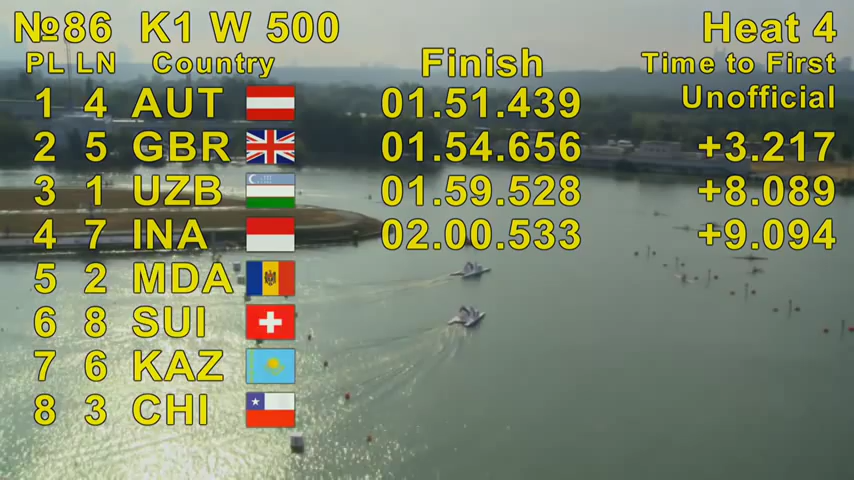 №86 K1 W 500 Heat 4
PL LN Country Finish Time to First
1 4 AUT 01.51.439 Unofficial
2 5 GBR 01.54.656 +3.217
3 1 UZB 01.59.528 +8.089
4 7 INA 02.00.533 +9.094
5 2 MDA
6 8 SUI
7 6 KAZ
8 3 CHI